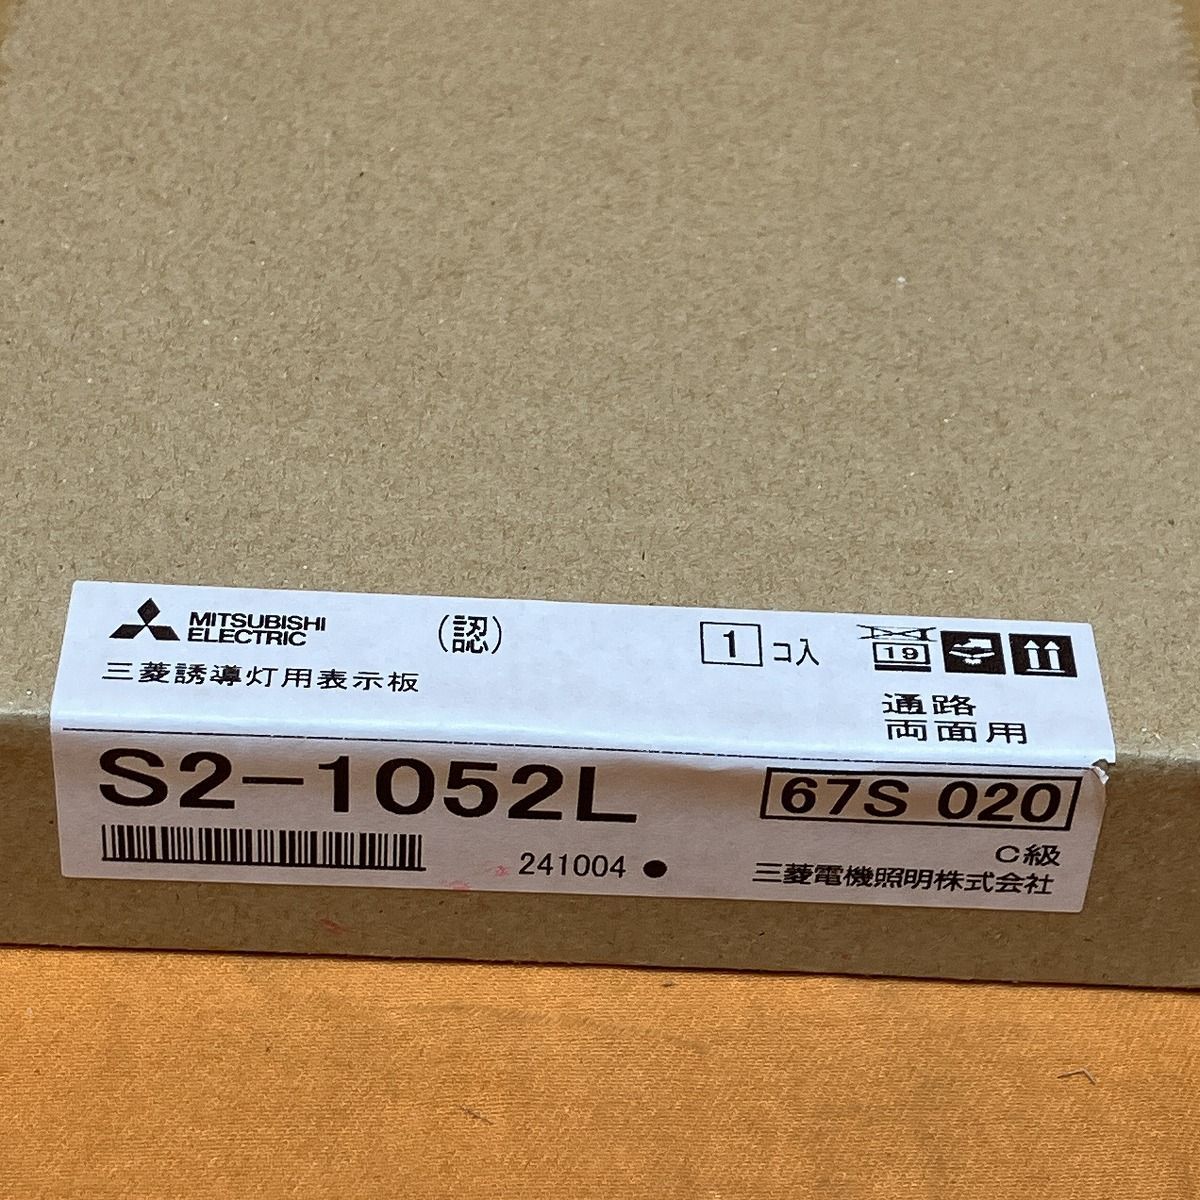 MITSUBISHI
ELECTRIC
(認)
1 コ入
19
三菱誘導灯用表示板
通路
両面用
S2-1052L
67S 020
241004 ●
C級
三菱電機照明株式会社